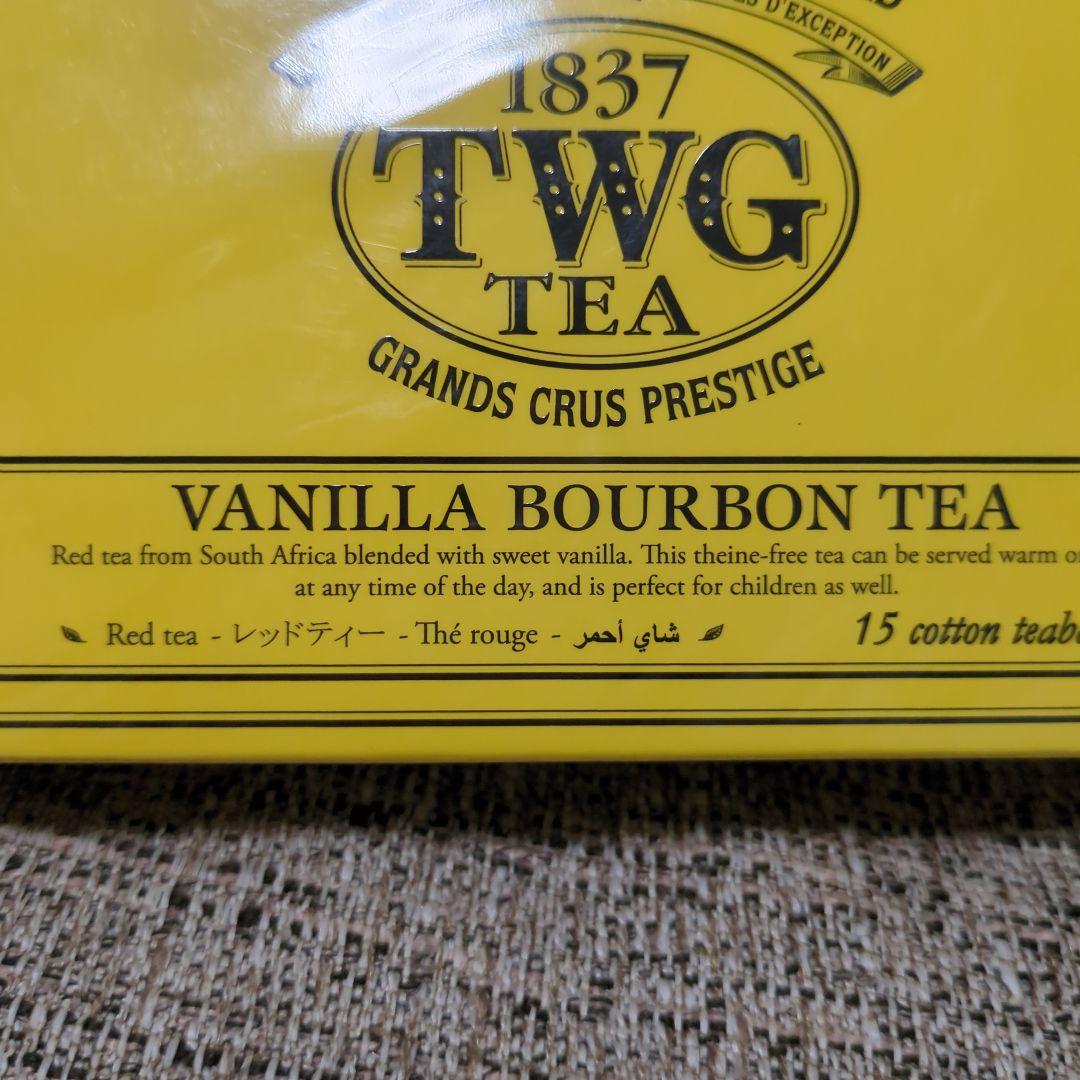 D'EXCEPTION
1837
TWG
TEA
GRANDS CRUS PRESTIGE
VANILLA BOURBON TEA
Red tea from South Africa blended with sweet vanilla. This theine-free tea can be served warm
at any time of the day, and is perfect for children as well.
Red tea - レッドティー - Thé rouge - شاي أحمر
15 cotton